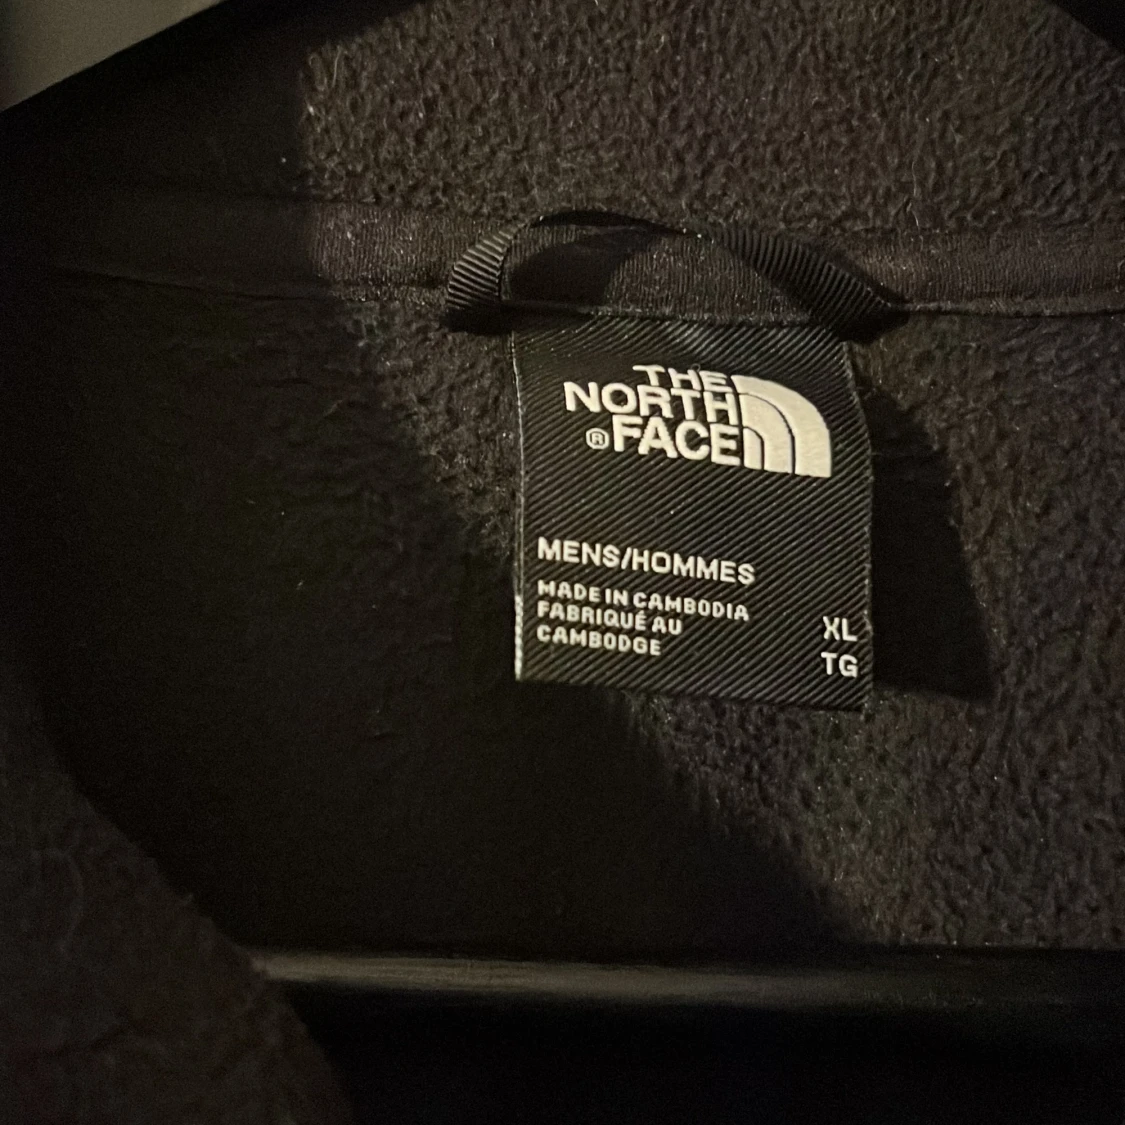 THE
NORTH
® FACE
MENS/HOMMES
MADE IN CAMBODIA
FABRIQUÉ AU
CAMBODGE
XL
TG